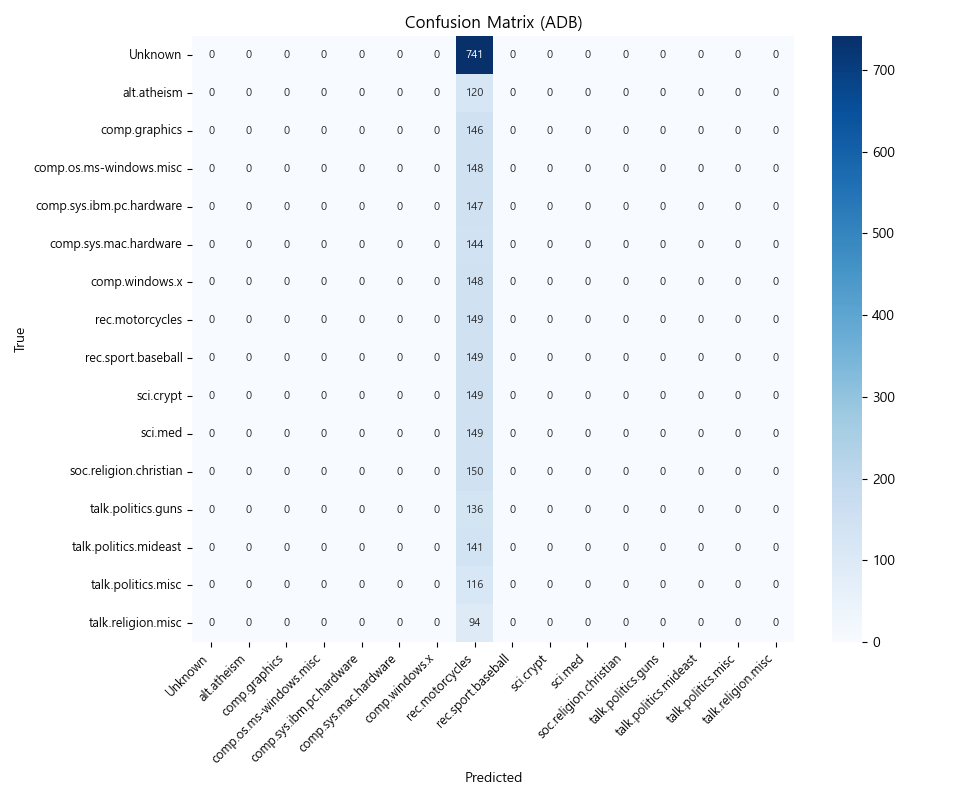 Confusion Matrix (ADB)
Unknown 0 0 0 0 0 0 0 741 0 0 0 0 0 0 0 0
alt.atheism 0 0 0 0 0 0 0 120 0 0 0 0 0 0 0 0
comp.graphics 0 0 0 0 0 0 0 146 0 0 0 0 0 0 0 0
comp.os.ms-windows.misc 0 0 0 0 0 0 0 148 0 0 0 0 0 0 0 0
comp.sys.ibm.pc.hardware 0 0 0 0 0 0 0 147 0 0 0 0 0 0 0 0
comp.sys.mac.hardware 0 0 0 0 0 0 0 144 0 0 0 0 0 0 0 0
comp.windows.x 0 0 0 0 0 0 0 148 0 0 0 0 0 0 0 0
rec.motorcycles 0 0 0 0 0 0 0 149 0 0 0 0 0 0 0 0
rec.sport.baseball 0 0 0 0 0 0 0 149 0 0 0 0 0 0 0 0
sci.crypt 0 0 0 0 0 0 0 149 0 0 0 0 0 0 0 0
sci.med 0 0 0 0 0 0 0 149 0 0 0 0 0 0 0 0
soc.religion.christian 0 0 0 0 0 0 0 150 0 0 0 0 0 0 0 0
talk.politics.guns 0 0 0 0 0 0 0 136 0 0 0 0 0 0 0 0
talk.politics.mideast 0 0 0 0 0 0 0 141 0 0 0 0 0 0 0 0
talk.politics.misc 0 0 0 0 0 0 0 116 0 0 0 0 0 0 0 0
talk.religion.misc 0 0 0 0 0 0 0 94 0 0 0 0 0 0 0 0
True
Unknown
alt.atheism
comp.graphics
comp.os.ms-windows.misc
comp.sys.ibm.pc.hardware
comp.sys.mac.hardware
comp.windows.x
rec.motorcycles
rec.sport.baseball
sci.crypt
sci.med
soc.religion.christian
talk.politics.guns
talk.politics.mideast
talk.politics.misc
talk.religion.misc
Predicted
700
600
500
400
300
200
100
0